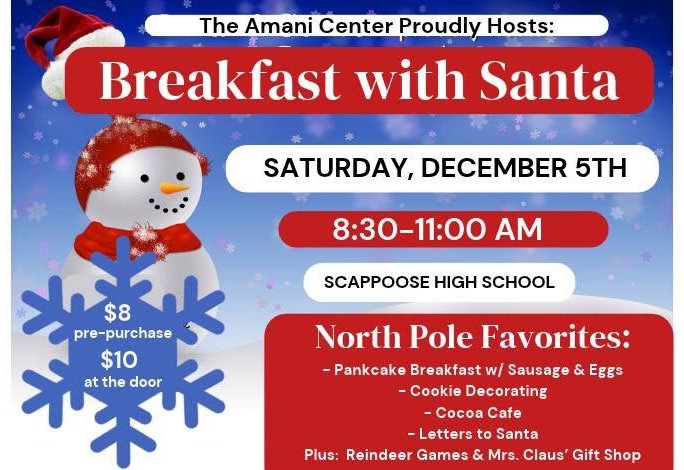 The Amani Center Proudly Hosts:
Breakfast with Santa
SATURDAY, DECEMBER 5TH
8:30-11:00 AM
SCAPPOOSE HIGH SCHOOL
$8
pre-purchase
$10
at the door
North Pole Favorites:
- Pankcake Breakfast w/ Sausage & Eggs
- Cookie Decorating
- Cocoa Cafe
- Letters to Santa
Plus: Reindeer Games & Mrs. Claus' Gift Shop